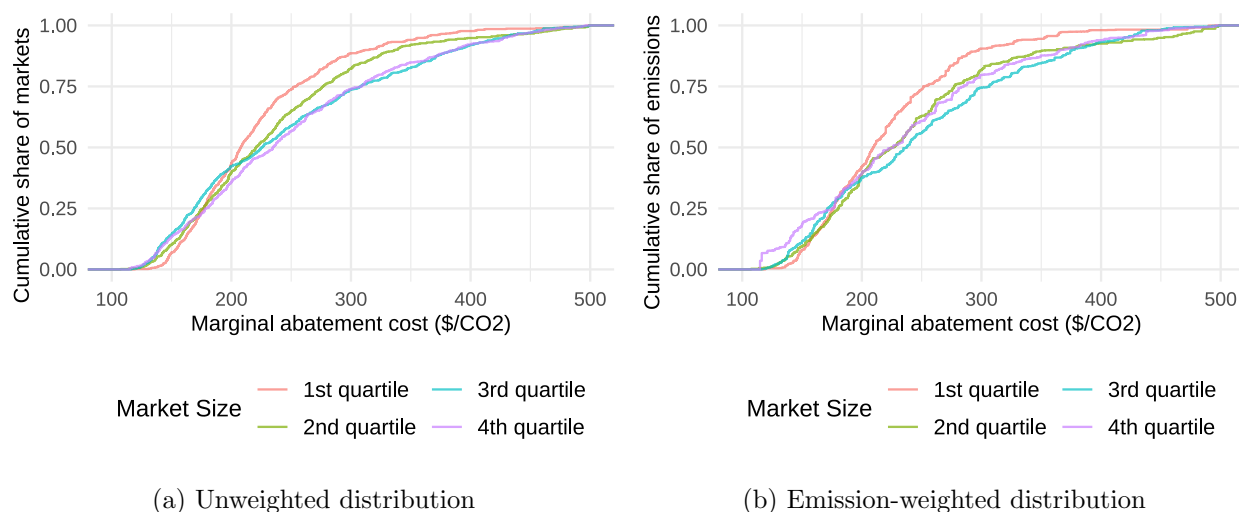 Cumulative share of markets
1.00
0.75
0.50
0.25
0.00
100 200 300 400 500
Marginal abatement cost ($/CO2)
Market Size
1st quartile
2nd quartile
3rd quartile
4th quartile
(a) Unweighted distribution
Cumulative share of emissions
1.00
0.75
0.50
0.25
0.00
100 200 300 400 500
Marginal abatement cost ($/CO2)
Market Size
1st quartile
2nd quartile
3rd quartile
4th quartile
(b) Emission-weighted distribution